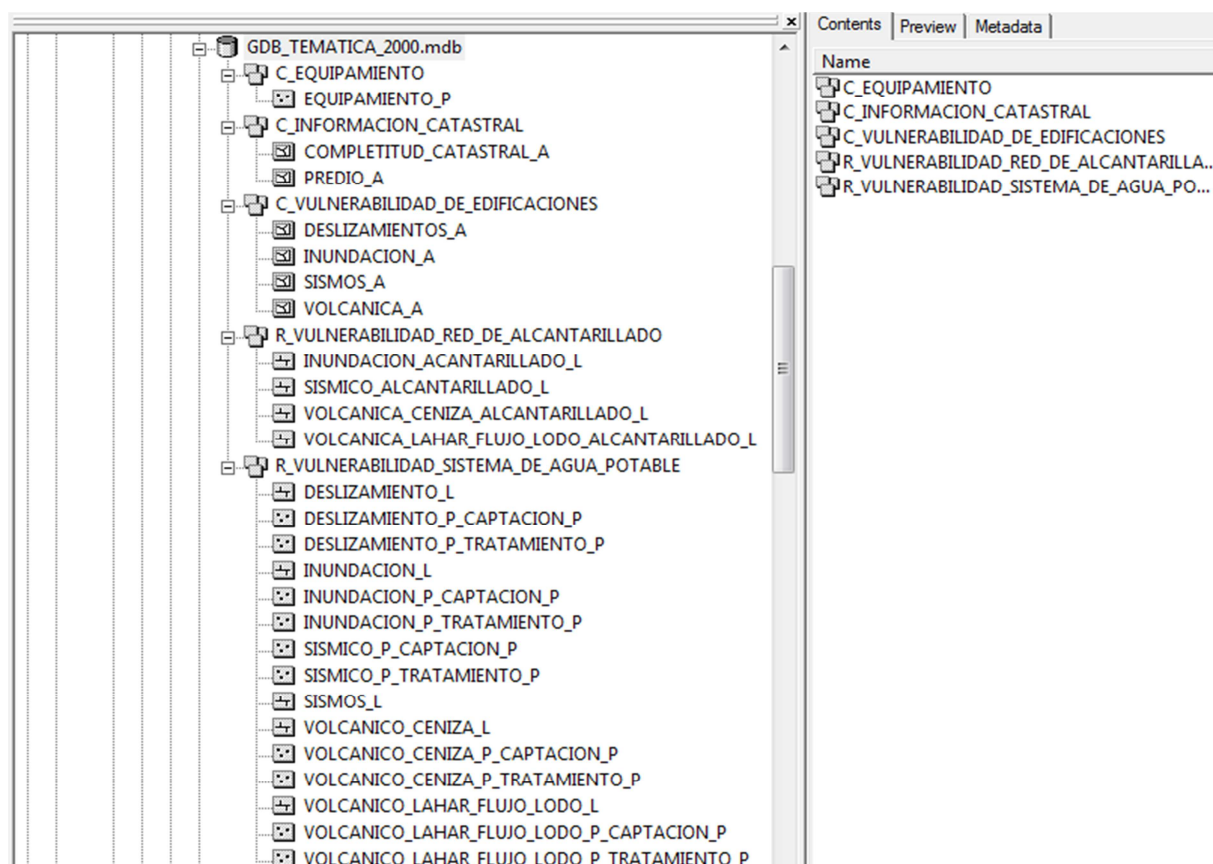 GDB_TEMATICA_2000.mdb
C_EQUIPAMIENTO
EQUIPAMIENTO_P
C_INFORMACION_CATASTRAL
COMPLETITUD_CATASTRAL_A
PREDIO_A
C_VULNERABILIDAD_DE_EDIFICACIONES
DESLIZAMIENTOS_A
INUNDACION_A
SISMOS_A
VOLCANICA_A
R_VULNERABILIDAD_RED_DE_ALCANTARILLADO
INUNDACION_ACANTARILLADO_L
SISMICO_ALCANTARILLADO_L
VOLCANICA_CENIZA_ALCANTARILLADO_L
VOLCANICA_LAHAR_FLUJO_LODO_ALCANTARILLADO_L
R_VULNERABILIDAD_SISTEMA_DE_AGUA_POTABLE
DESLIZAMIENTO_L
DESLIZAMIENTO_P_CAPTACION_P
DESLIZAMIENTO_P_TRATAMIENTO_P
INUNDACION_L
INUNDACION_P_CAPTACION_P
INUNDACION_P_TRATAMIENTO_P
SISMICO_P_CAPTACION_P
SISMICO_P_TRATAMIENTO_P
SISMOS_L
VOLCANICO_CENIZA_L
VOLCANICO_CENIZA_P_CAPTACION_P
VOLCANICO_CENIZA_P_TRATAMIENTO_P
VOLCANICO_LAHAR_FLUJO_LODO_L
VOLCANICO_LAHAR_FLUJO_LODO_P_CAPTACION_P
VOLCANICO_LAHAR_FLUJO_LODO_P_TRATAMIENTO_P
Contents Preview Metadata
Name
C_EQUIPAMIENTO
C_INFORMACION_CATASTRAL
C_VULNERABILIDAD_DE_EDIFICACIONES
R_VULNERABILIDAD_RED_DE_ALCANTARILLA...
R_VULNERABILIDAD_SISTEMA_DE_AGUA_PO...